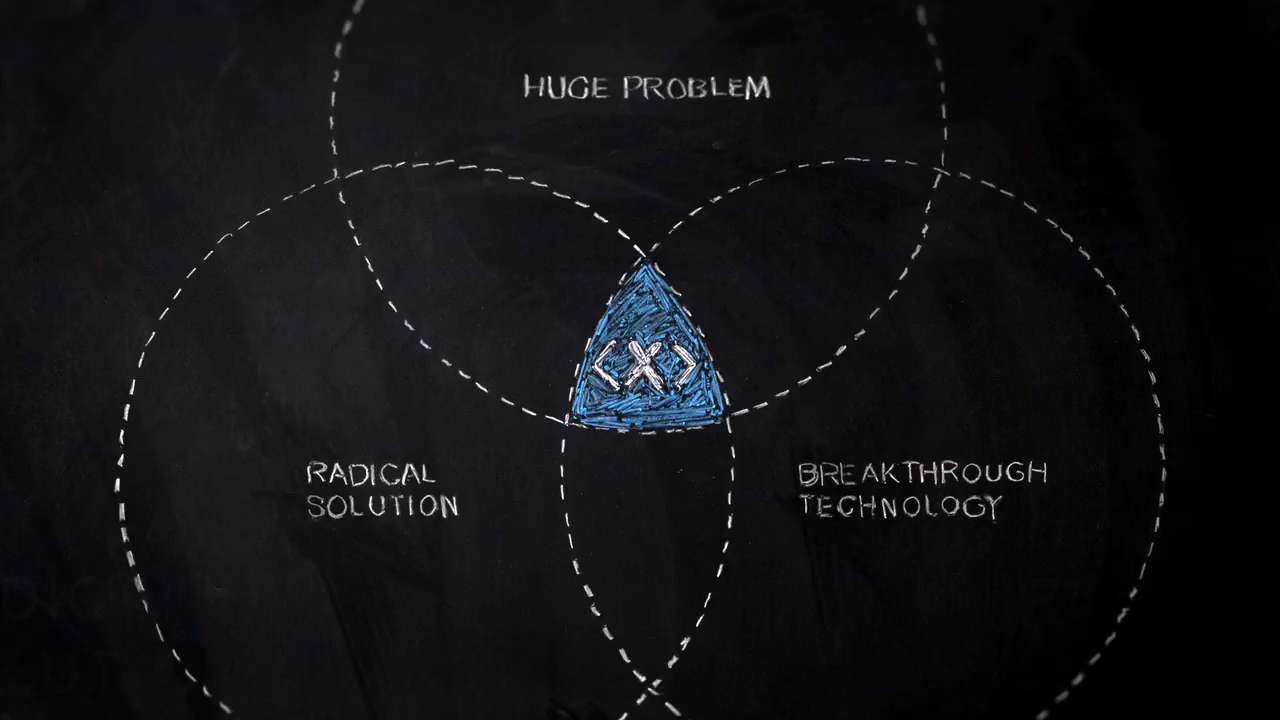 HUGE PROBLEM
<X>
RADICAL
SOLUTION
BREAKTHROUGH
TECHNOLOGY